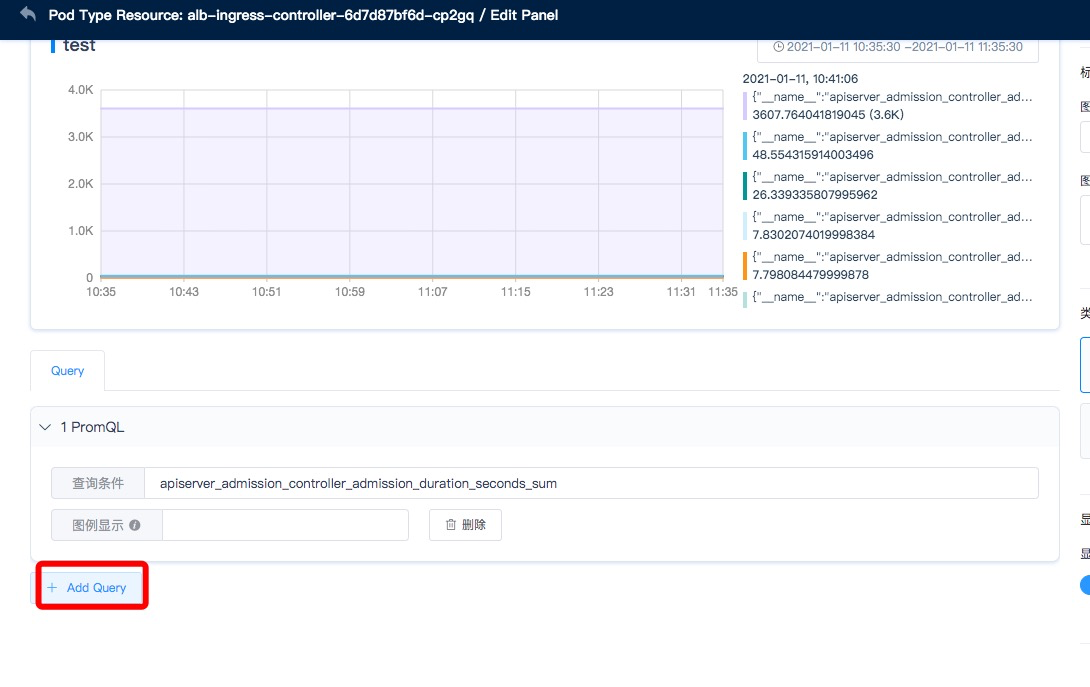 Pod Type Resource: alb-ingress-controller-6d7d87bf6d-cp2gq / Edit Panel
test
2021-01-11 10:35:30 ~2021-01-11 11:35:30
标
图
图
类
显
显
4.0K
3.0K
2.0K
1.0K
0
10:35 10:43 10:51 10:59 11:07 11:15 11:23 11:31 11:35
2021-01-11, 10:41:06
{"__name__":"apiserver_admission_controller_ad...
3607.764041819045 (3.6K)
{"__name__":"apiserver_admission_controller_ad...
48.554315914003496
{"__name__":"apiserver_admission_controller_ad...
26.339335807995962
{"__name__":"apiserver_admission_controller_ad...
7.8302074019998384
{"__name__":"apiserver_admission_controller_ad...
7.798084479999878
{"__name__":"apiserver_admission_controller_ad...
Query
1 PromQL
查询条件 apiserver_admission_controller_admission_duration_seconds_sum
图例显示 删除
+ Add Query